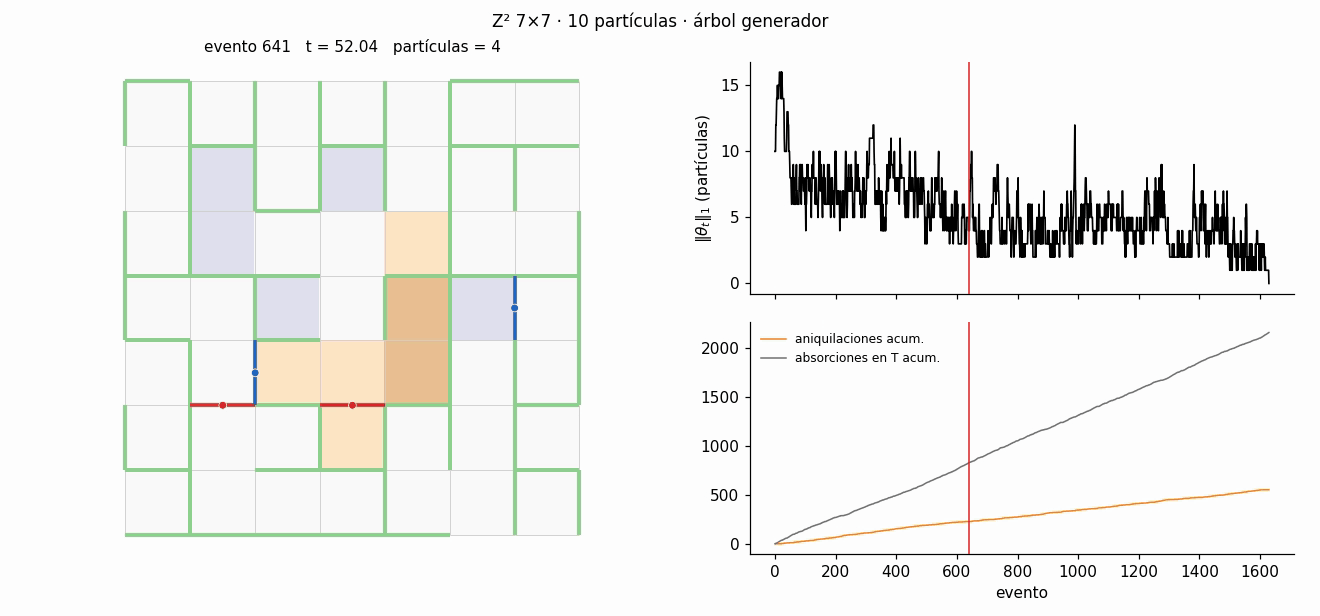 Z² 7×7 · 10 partículas · árbol generador
evento 641   t = 52.04   partículas = 4
‖θₜ‖₁ (partículas)
15
10
5
0
aniquilaciones acum.
absorciones en T acum.
2000
1500
1000
500
0
0 200 400 600 800 1000 1200 1400 1600
evento